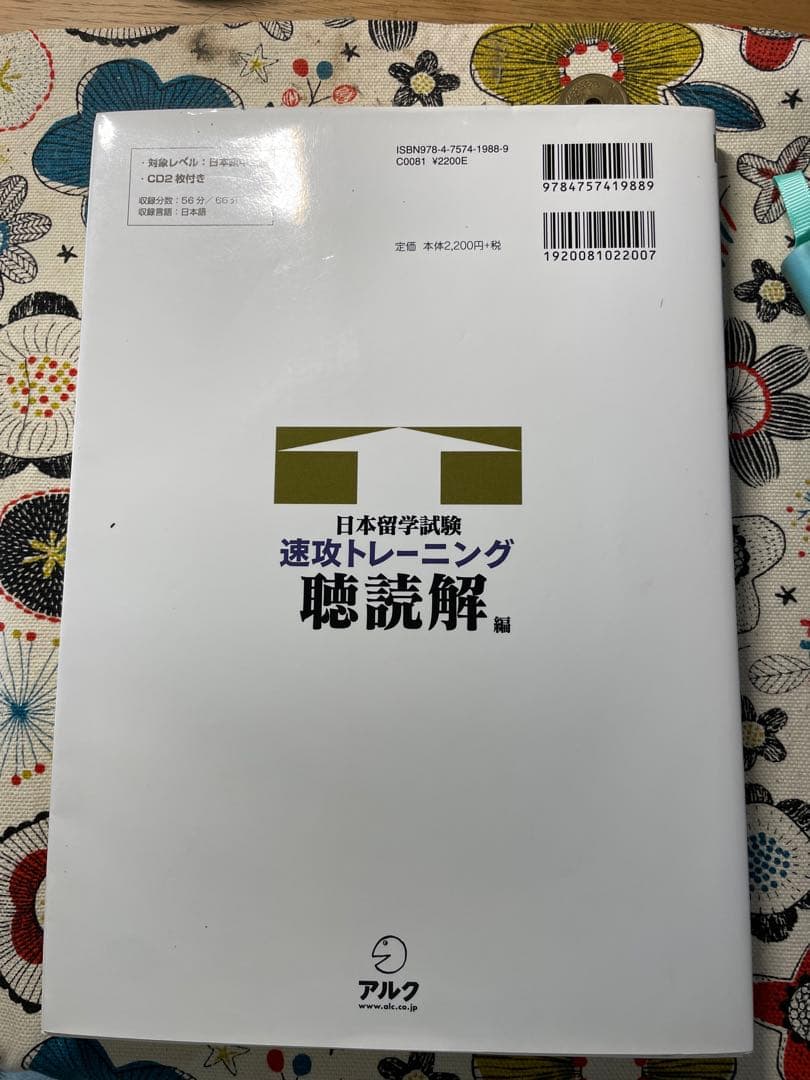 ・対象レベル：日本語中
・CD2枚付き
収録分数：56分／66分
収録言語：日本語
ISBN978-4-7574-1988-9
C0081 ¥2200E
定価 本体2,200円+税
9784757419889
1920081022007
日本留学試験
速攻トレーニング
聴読解編
アルク
www.alc.co.jp